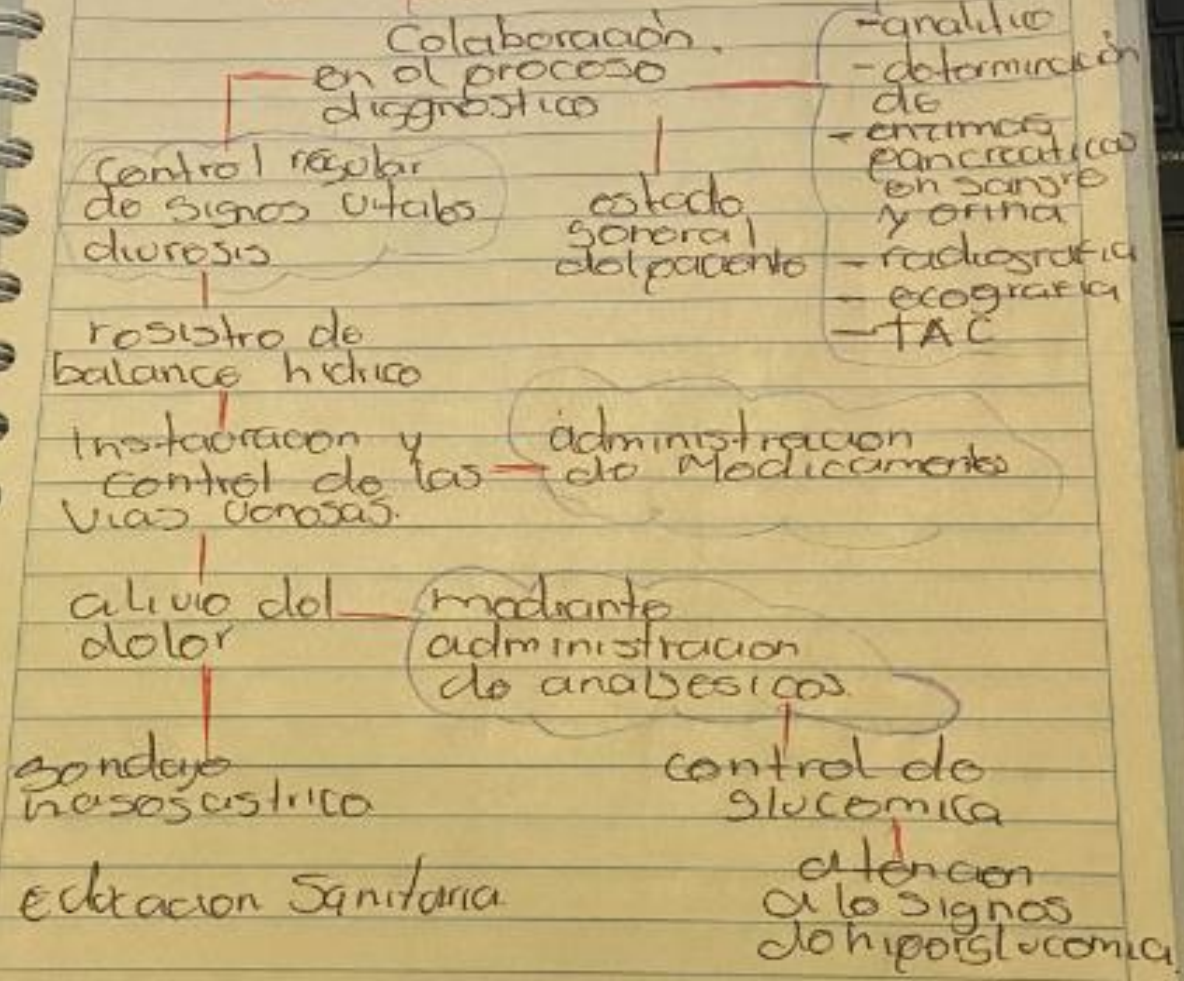 Colaboración.
en el proceso
diagnostico
-analitico
-determinación
de
- enzimas
pancreaticas
en sangre
y orina
- radiografia
- ecografia
- TAC
Control regular
de signos vitales
diuresis
estado
general
del paciente
registro de
balance hidrico
instauracion y
control de las
vias venosas.
administracion
de Medicamentos
alivio del
dolor
mediante
administracion
de analgesicos
sondaje
nasogastrico
control de
glucemica
atencion
a lo signos
de hiperglucemia
Educacion Sanitaria